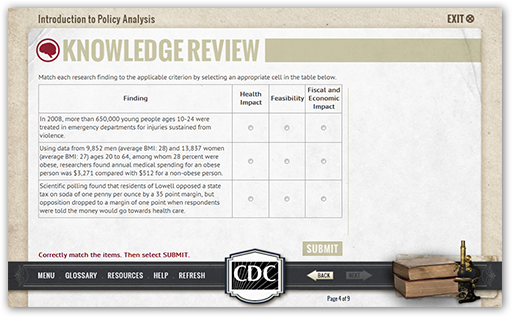 Introduction to Policy Analysis
EXIT
KNOWLEDGE REVIEW
Match each research finding to the applicable criterion by selecting an appropriate cell in the table below.
Finding
Health
Impact
Feasibility
Fiscal and
Economic
Impact
In 2008, more than 650,000 young people ages 10-24 were
treated in emergency departments for injuries sustained from
violence.
Using data from 9,852 men (average BMI: 28) and 13,837 women
(average BMI: 27) ages 20 to 64, among whom 28 percent were
obese, researchers found annual medical spending for an obese
person was $3,271 compared with $512 for a non-obese person.
Scientific polling found that residents of Lowell opposed a state
tax on soda of one penny per ounce by a 35 point margin, but
opposition dropped to a margin of one point when respondents
were told the money would go towards health care.
SUBMIT
Correctly match the items. Then select SUBMIT.
MENU GLOSSARY RESOURCES HELP REFRESH
CDC
BACK
NEXT
Page 4 of 9